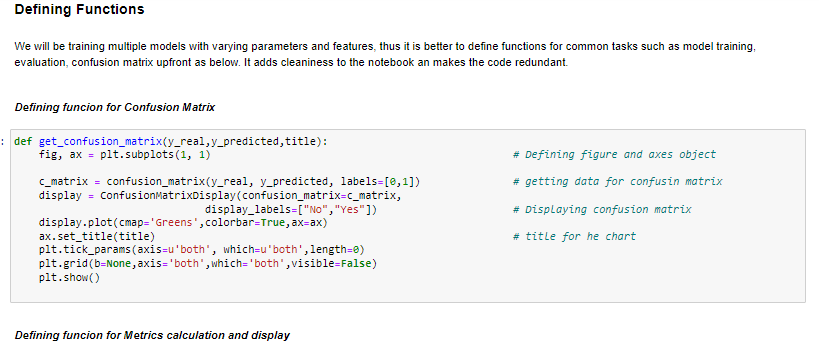 Defining Functions
We will be training multiple models with varying parameters and features, thus it is better to define functions for common tasks such as model training,
evaluation, confusion matrix upfront as below. It adds cleaniness to the notebook an makes the code redundant.
Defining funcion for Confusion Matrix
: def get_confusion_matrix(y_real,y_predicted,title):
    fig, ax = plt.subplots(1, 1)                                              # Defining figure and axes object
    c_matrix = confusion_matrix(y_real, y_predicted, labels=[0,1])            # getting data for confusin matrix
    display = ConfusionMatrixDisplay(confusion_matrix=c_matrix,
                             display_labels=["No","Yes"])                     # Displaying confusion matrix
    display.plot(cmap='Greens',colorbar=True,ax=ax)
    ax.set_title(title)                                                       # title for he chart
    plt.tick_params(axis=u'both', which=u'both',length=0)
    plt.grid(b=None,axis='both',which='both',visible=False)
    plt.show()
Defining funcion for Metrics calculation and display